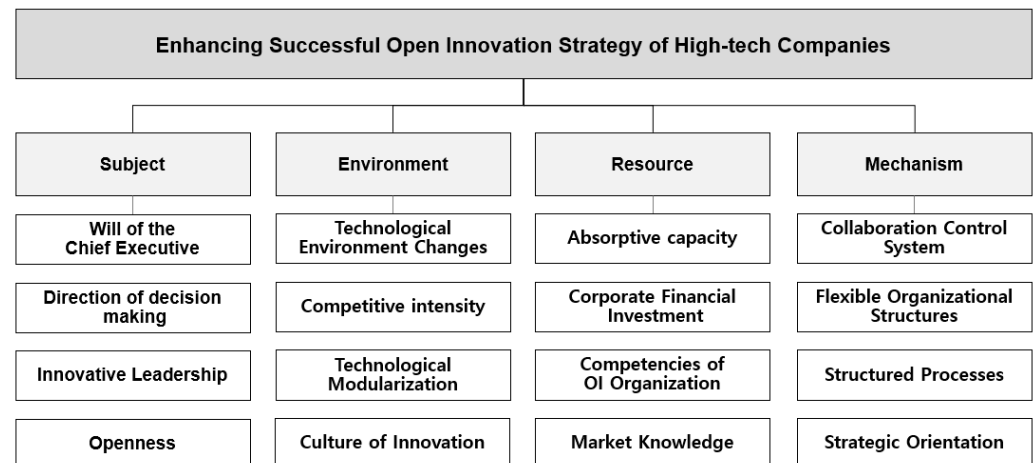 Enhancing Successful Open Innovation Strategy of High-tech Companies
Subject
Environment
Resource
Mechanism
Will of the
Chief Executive
Technological
Environment Changes
Absorptive capacity
Collaboration Control
System
Direction of decision
making
Competitive intensity
Corporate Financial
Investment
Flexible Organizational
Structures
Innovative Leadership
Technological
Modularization
Competencies of
OI Organization
Structured Processes
Openness
Culture of Innovation
Market Knowledge
Strategic Orientation